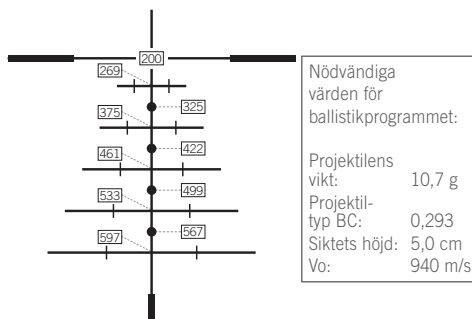 200
269
325
375
422
461
499
533
567
597
Nödvändiga
värden för
ballistikprogrammet:
Projektilens
vikt: 10,7 g
Projektil-
typ BC: 0,293
Siktets höjd: 5,0 cm
Vo: 940 m/s